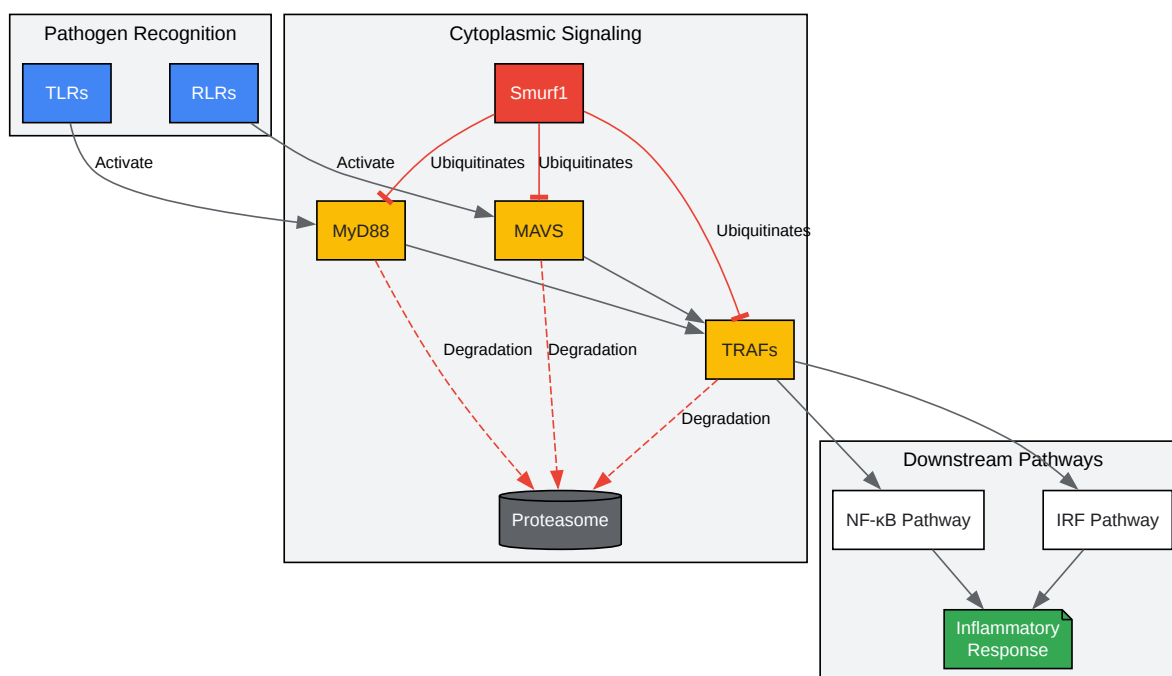 Pathogen Recognition
Cytoplasmic Signaling
TLRs
RLRs
Smurf1
Activate
Activate
Ubiquitinates
Ubiquitinates
MyD88
MAVS
Ubiquitinates
Degradation
Degradation
TRAFs
Degradation
Downstream Pathways
Proteasome
NF-κB Pathway
IRF Pathway
Inflammatory
Response